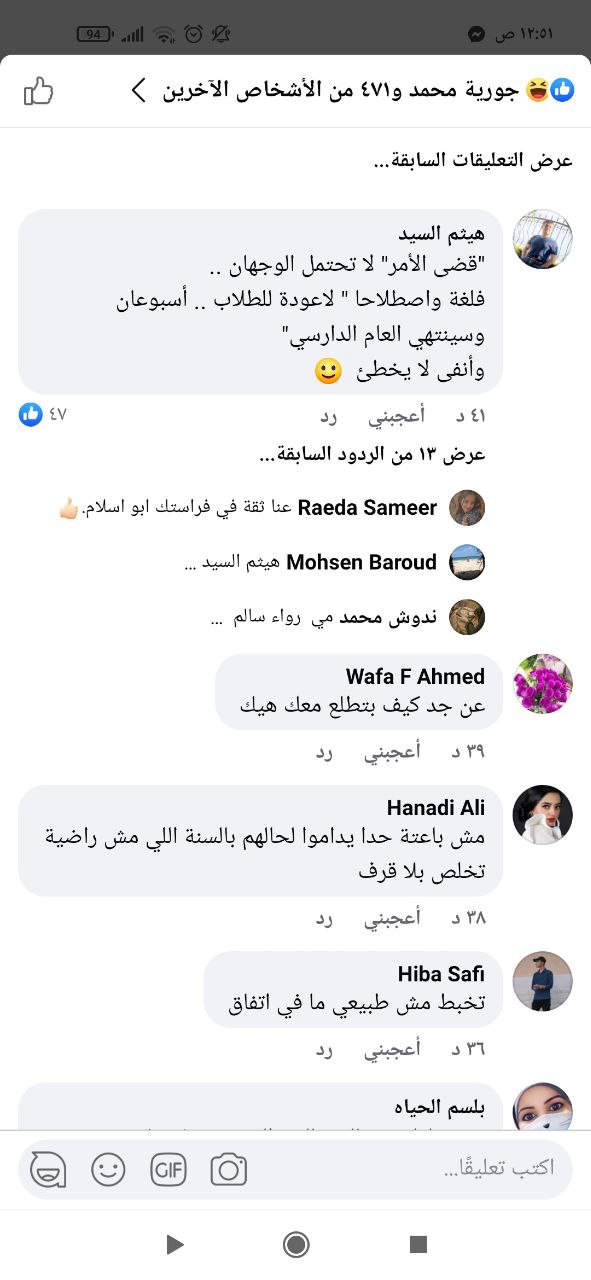 94
١٢:٥١ ص
جورية محمد و٤٧١ من الأشخاص الآخرين
عرض التعليقات السابقة...
هيثم السيد
"قضى الأمر" لا تحتمل الوجهان ..
فلغة واصطلاحا " لاعودة للطلاب .. أسبوعان
وسينتهي العام الدارسي"
وأنفى لا يخطئ 🙂
٤١ د أعجبني رد ٤٧
عرض ١٣ من الردود السابقة...
Raeda Sameer عنا ثقة في فراستك ابو اسلام.👍🏻
Mohsen Baroud هيثم السيد ...
ندوش محمد مي رواء سالم ...
Wafa F Ahmed
عن جد كيف بتطلع معك هيك
٣٩ د أعجبني رد
Hanadi Ali
مش باعتة حدا يداموا لحالهم بالسنة اللي مش راضية
تخلص بلا قرف
٣٨ د أعجبني رد
Hiba Safi
تخبط مش طبيعي ما في اتفاق
٣٦ د أعجبني رد
بلسم الحياه
اكتب تعليقًا...
GIF